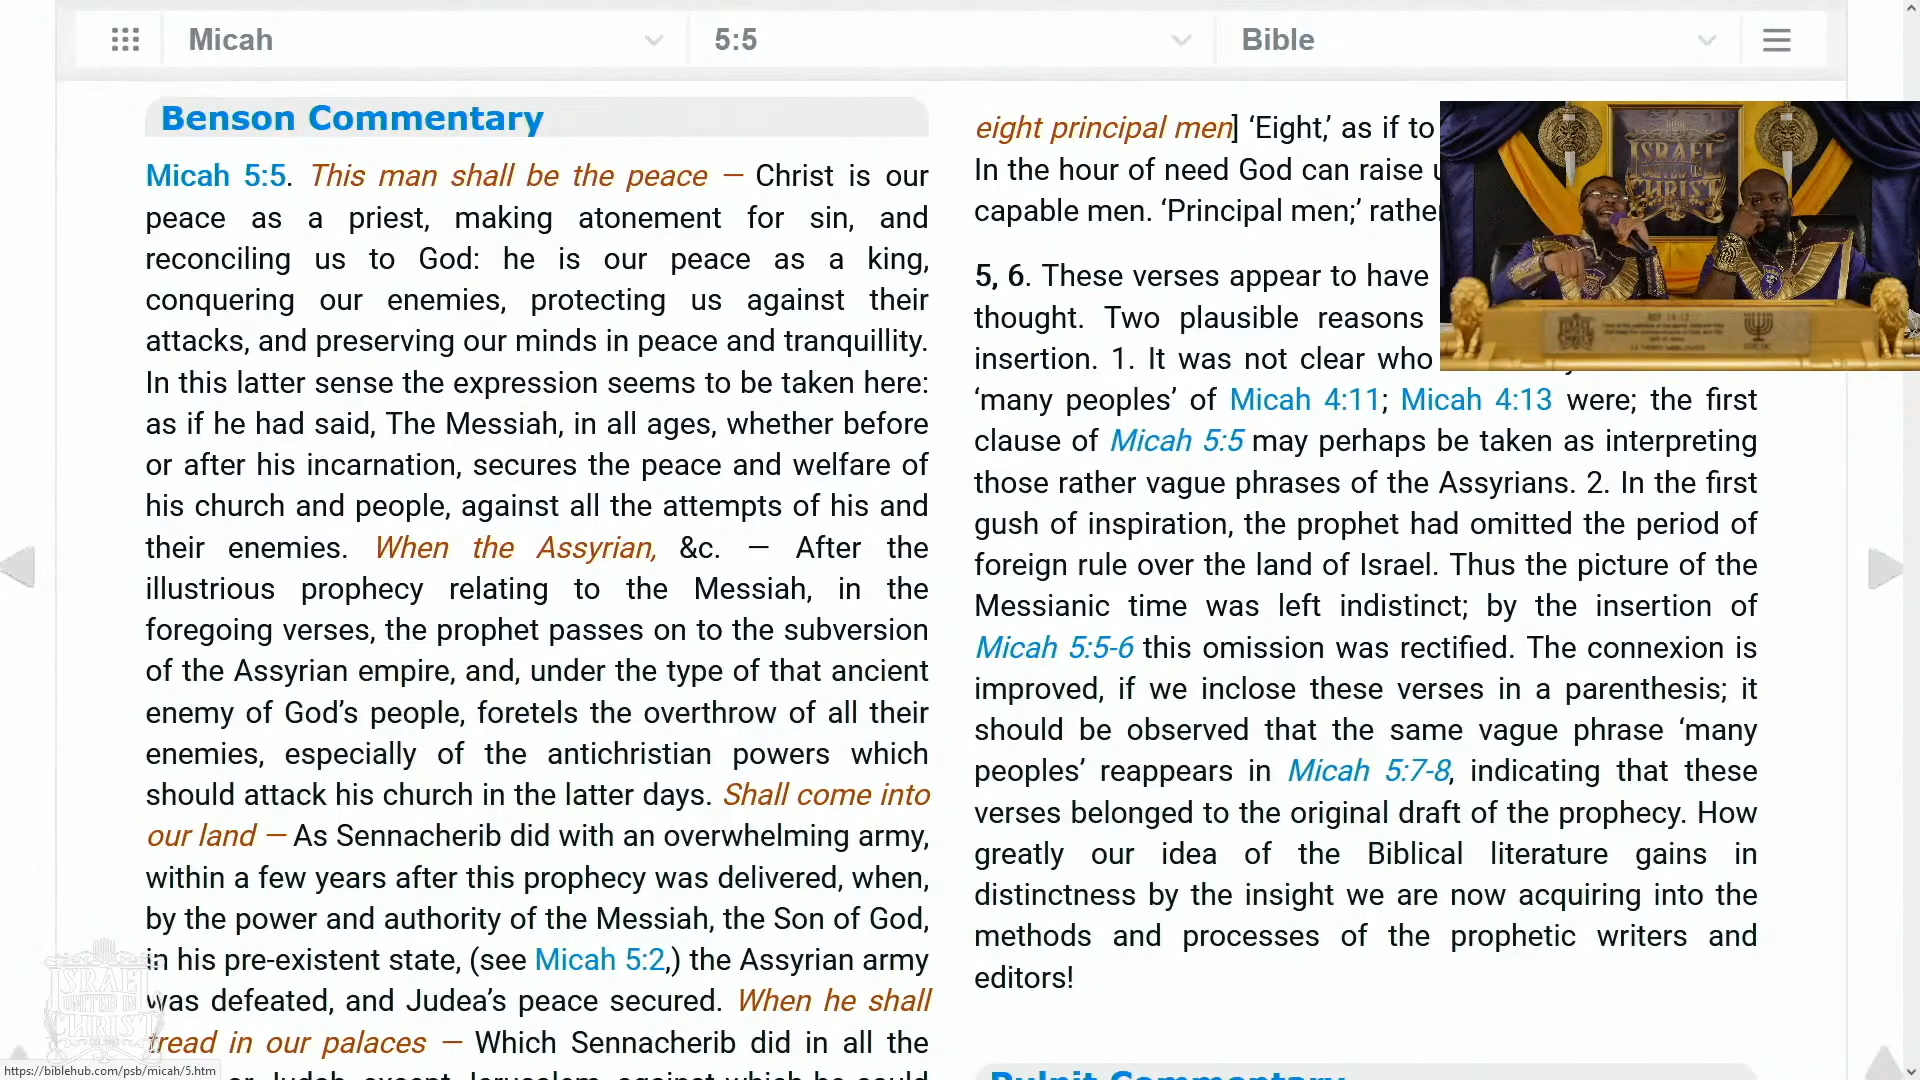 Micah
5:5
Bible
Benson Commentary
Micah 5:5. This man shall be the peace — Christ is our
peace as a priest, making atonement for sin, and
reconciling us to God: he is our peace as a king,
conquering our enemies, protecting us against their
attacks, and preserving our minds in peace and tranquillity.
In this latter sense the expression seems to be taken here:
as if he had said, The Messiah, in all ages, whether before
or after his incarnation, secures the peace and welfare of
his church and people, against all the attempts of his and
their enemies. When the Assyrian, &c. — After the
illustrious prophecy relating to the Messiah, in the
foregoing verses, the prophet passes on to the subversion
of the Assyrian empire, and, under the type of that ancient
enemy of God’s people, foretels the overthrow of all their
enemies, especially of the antichristian powers which
should attack his church in the latter days. Shall come into
our land — As Sennacherib did with an overwhelming army,
within a few years after this prophecy was delivered, when,
by the power and authority of the Messiah, the Son of God,
in his pre-existent state, (see Micah 5:2,) the Assyrian army
was defeated, and Judea’s peace secured. When he shall
tread in our palaces — Which Sennacherib did in all the
or Judah, except Jerusalem, against which he could
eight principal men] ‘Eight,’ as if to
In the hour of need God can raise
capable men. ‘Principal men;’ rather
5, 6. These verses appear to have
thought. Two plausible reasons
insertion. 1. It was not clear who
‘many peoples’ of Micah 4:11; Micah 4:13 were; the first
clause of Micah 5:5 may perhaps be taken as interpreting
those rather vague phrases of the Assyrians. 2. In the first
gush of inspiration, the prophet had omitted the period of
foreign rule over the land of Israel. Thus the picture of the
Messianic time was left indistinct; by the insertion of
Micah 5:5-6 this omission was rectified. The connexion is
improved, if we inclose these verses in a parenthesis; it
should be observed that the same vague phrase ‘many
peoples’ reappears in Micah 5:7-8, indicating that these
verses belonged to the original draft of the prophecy. How
greatly our idea of the Biblical literature gains in
distinctness by the insight we are now acquiring into the
methods and processes of the prophetic writers and
editors!
Pulpit Commentary
ISRAEL
UNITED IN
CHRIST
ISRAEL
UNITED IN
CHRIST
https://biblehub.com/psb/micah/5.htm